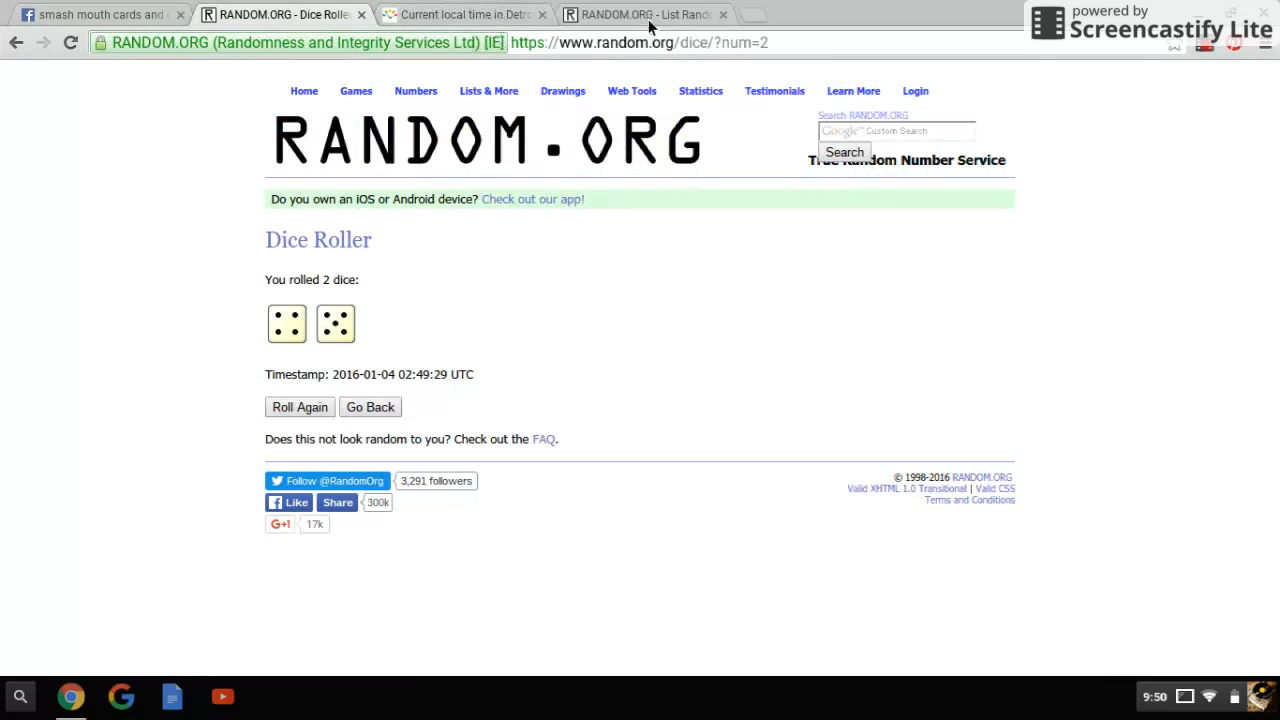 smash mouth cards and
RANDOM.ORG - Dice Roller
Current local time in Detro
RANDOM.ORG - List Rand
powered by
Screencastify Lite
RANDOM.ORG (Randomness and Integrity Services Ltd) [IE] https://www.random.org/dice/?num=2
Home Games Numbers Lists & More Drawings Web Tools Statistics Testimonials Learn More Login
RANDOM.ORG
Search RANDOM.ORG
Google™ Custom Search
Search
True Random Number Service
Do you own an iOS or Android device? Check out our app!
Dice Roller
You rolled 2 dice:
Timestamp: 2016-01-04 02:49:29 UTC
Roll Again Go Back
Does this not look random to you? Check out the FAQ.
Follow @RandomOrg 3,291 followers
Like Share 300k
G+1 17k
© 1998-2016 RANDOM.ORG
Valid XHTML 1.0 Transitional | Valid CSS
Terms and Conditions
9:50